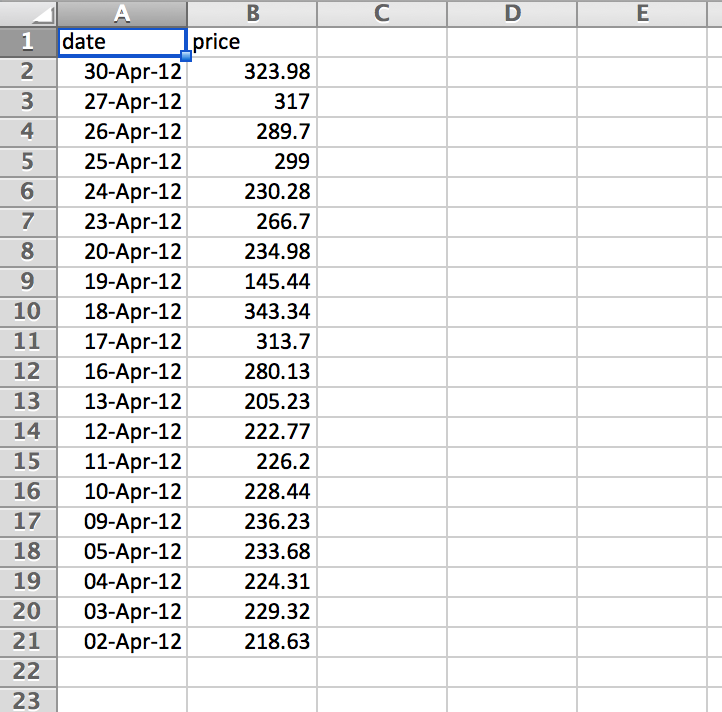 A B C D E
1 date price
2 30-Apr-12 323.98
3 27-Apr-12 317
4 26-Apr-12 289.7
5 25-Apr-12 299
6 24-Apr-12 230.28
7 23-Apr-12 266.7
8 20-Apr-12 234.98
9 19-Apr-12 145.44
10 18-Apr-12 343.34
11 17-Apr-12 313.7
12 16-Apr-12 280.13
13 13-Apr-12 205.23
14 12-Apr-12 222.77
15 11-Apr-12 226.2
16 10-Apr-12 228.44
17 09-Apr-12 236.23
18 05-Apr-12 233.68
19 04-Apr-12 224.31
20 03-Apr-12 229.32
21 02-Apr-12 218.63
22
23